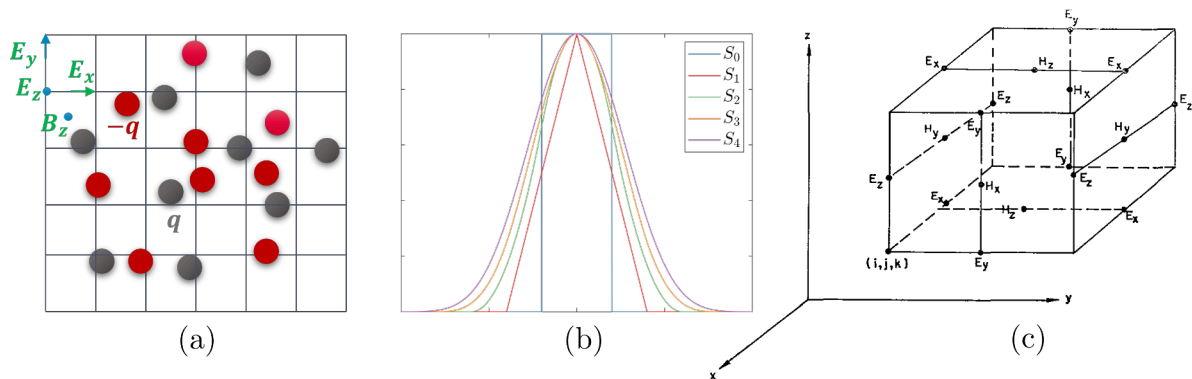 E_y
E_x
E_z
B_z
-q
q
(a)
S_0
S_1
S_2
S_3
S_4
(b)
z
E_y
E_x
H_z
E_x
E_z
H_x
E_z
H_y
E_y
H_y
E_z
E_y
E_z
H_x
E_x
H_z
E_x
(i,j,k)
E_y
y
x
(c)